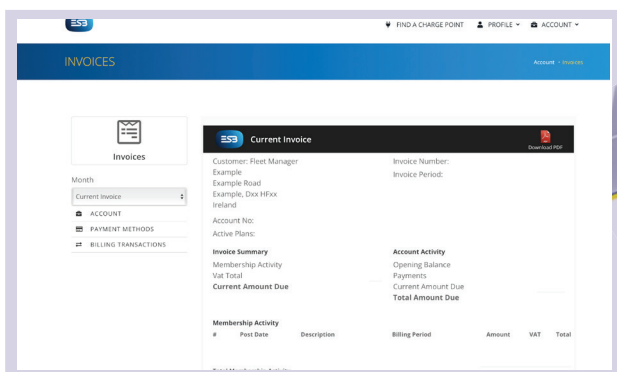 ESB
FIND A CHARGE POINT
PROFILE
ACCOUNT
INVOICES
Account
Invoices
Invoices
Month
Current Invoice
ACCOUNT
PAYMENT METHODS
BILLING TRANSACTIONS
ESB Current Invoice
Download PDF
Customer: Fleet Manager
Example
Example Road
Example, Dxx HFxx
Ireland
Account No:
Active Plans:
Invoice Number:
Invoice Period:
Invoice Summary
Membership Activity
Vat Total
Current Amount Due
Account Activity
Opening Balance
Payments
Current Amount Due
Total Amount Due
Membership Activity
# Post Date Description Billing Period Amount VAT Total